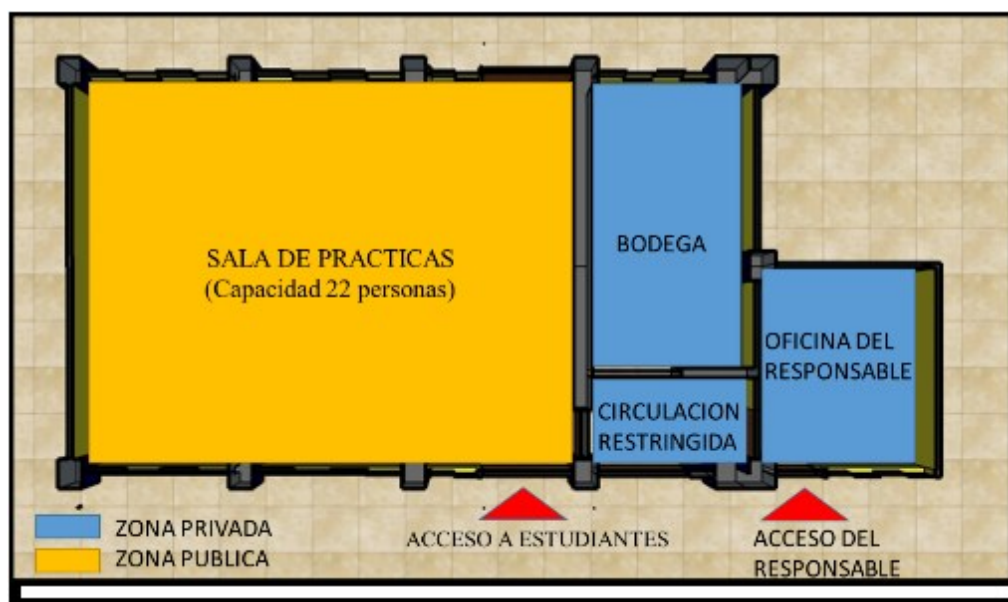 SALA DE PRACTICAS
(Capacidad 22 personas)
BODEGA
OFICINA DEL
RESPONSABLE
CIRCULACION
RESTRINGIDA
ZONA PRIVADA
ZONA PUBLICA
ACCESO A ESTUDIANTES
ACCESO DEL
RESPONSABLE